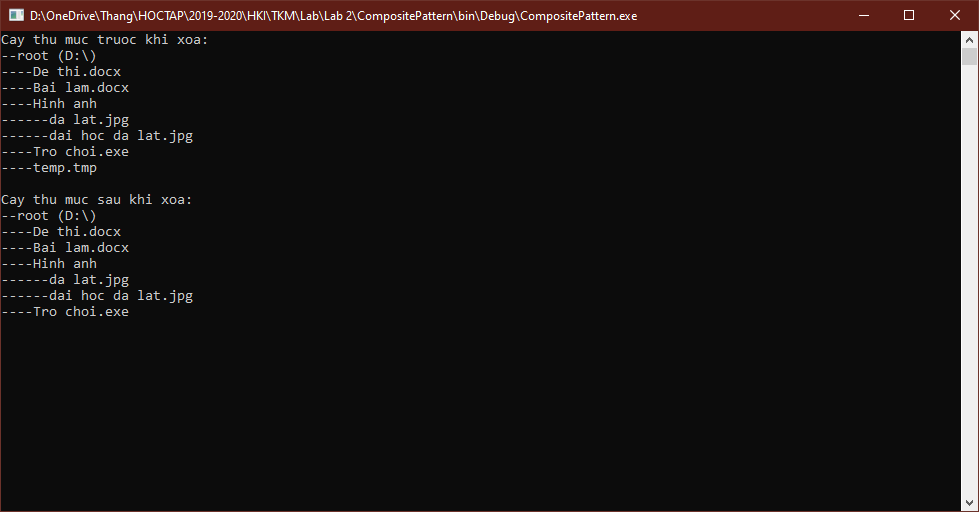 D:\OneDrive\Thang\HOCTAP\2019-2020\HKI\TKM\Lab\Lab 2\CompositePattern\bin\Debug\CompositePattern.exe
Cay thu muc truoc khi xoa:
--root (D:\)
----De thi.docx
----Bai lam.docx
----Hinh anh
------da lat.jpg
------dai hoc da lat.jpg
----Tro choi.exe
----temp.tmp
Cay thu muc sau khi xoa:
--root (D:\)
----De thi.docx
----Bai lam.docx
----Hinh anh
------da lat.jpg
------dai hoc da lat.jpg
----Tro choi.exe